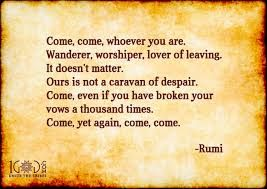 Come, come, whoever you are.
Wanderer, worshiper, lover of leaving.
It doesn't matter.
Ours is not a caravan of despair.
Come, even if you have broken your
vows a thousand times.
Come, yet again, come, come.
-Rumi